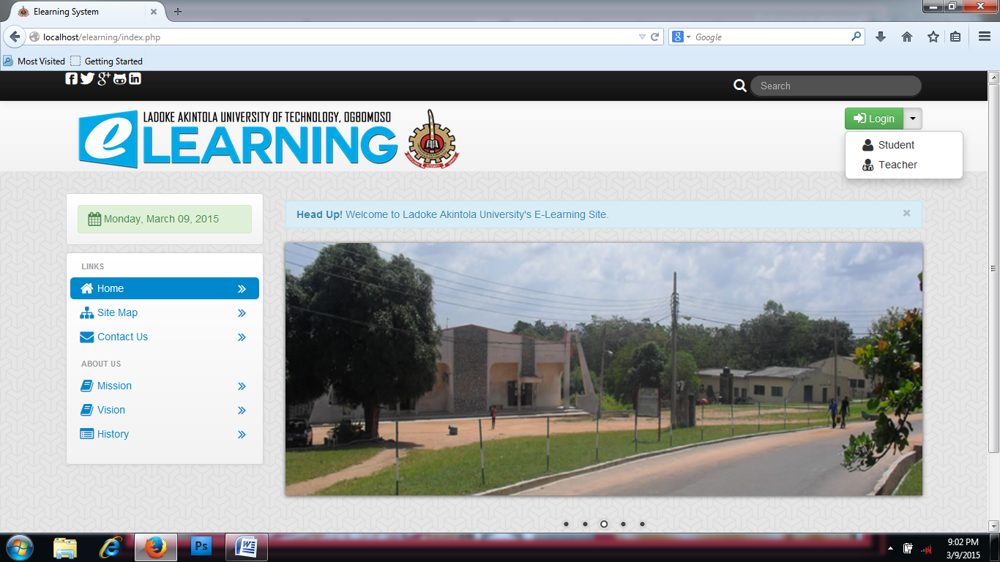 Elearning System
localhost/elearning/index.php
Google
Most Visited
Getting Started
Search
LADOKE AKINTOLA UNIVERSITY OF TECHNOLOGY, OGBOMOSO
eLEARNING
Login
Student
Teacher
Monday, March 09, 2015
Head Up! Welcome to Ladoke Akintola University's E-Learning Site.
LINKS
Home
Site Map
Contact Us
ABOUT US
Mission
Vision
History
Ps
9:02 PM
3/9/2015